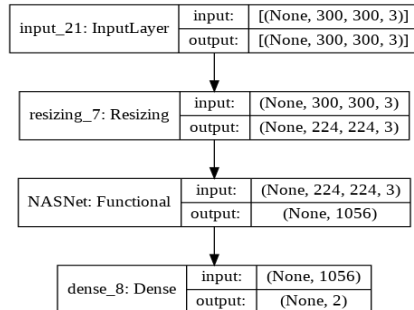 input_21: InputLayer
input: [(None, 300, 300, 3)]
output: [(None, 300, 300, 3)]
resizing_7: Resizing
input: (None, 300, 300, 3)
output: (None, 224, 224, 3)
NASNet: Functional
input: (None, 224, 224, 3)
output: (None, 1056)
dense_8: Dense
input: (None, 1056)
output: (None, 2)